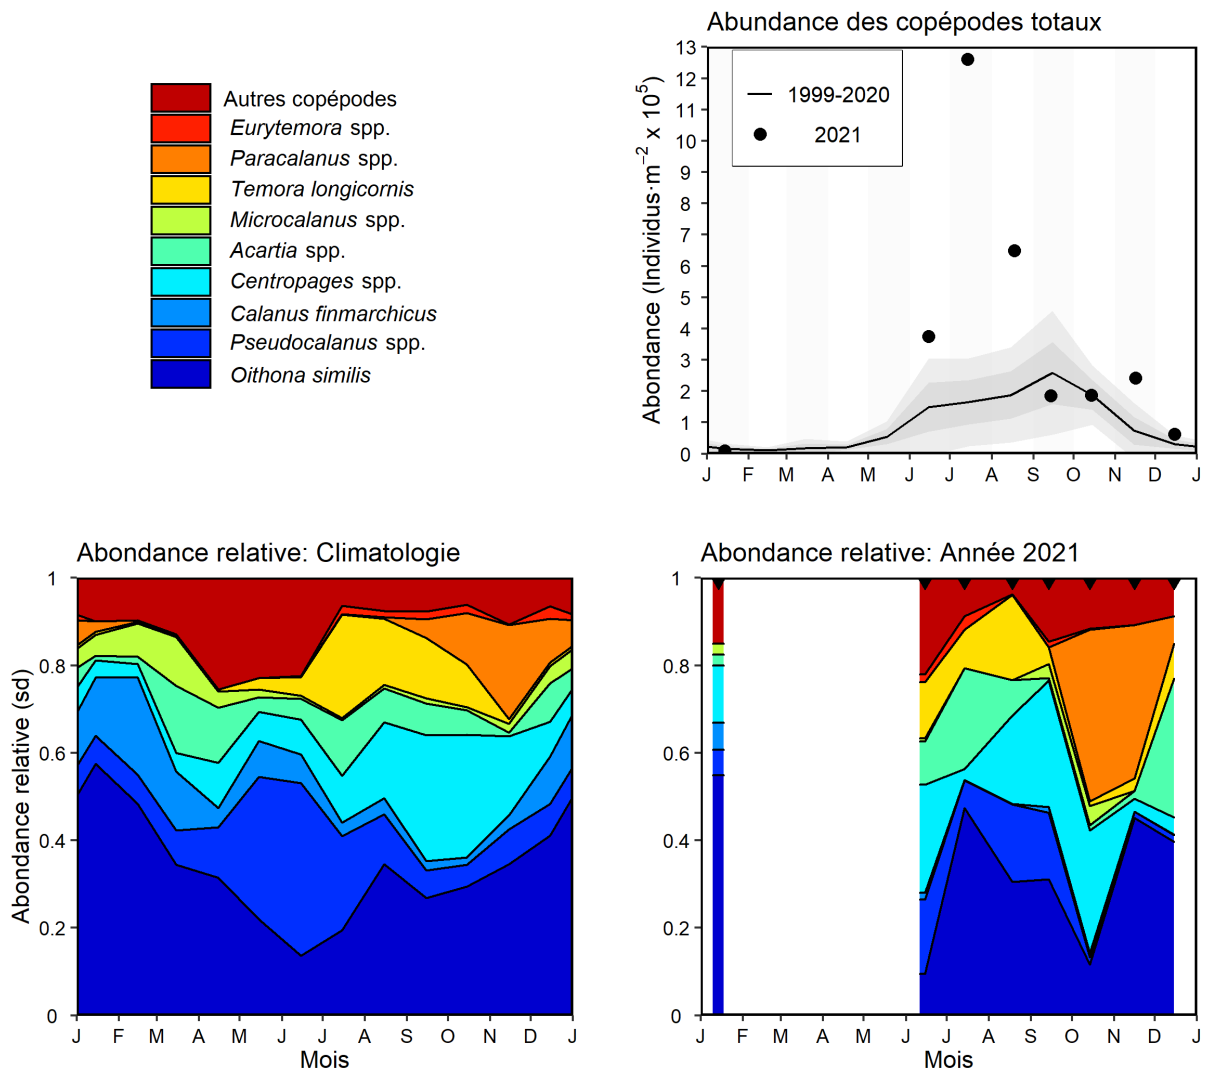 Abundance des copépodes totaux
Autres copépodes
Eurytemora spp.
Paracalanus spp.
Temora longicornis
Microcalanus spp.
Acartia spp.
Centropages spp.
Calanus finmarchicus
Pseudocalanus spp.
Oithona similis
Abondance (Individus·m−2 x 10⁵)
13
12
11
10
9
8
7
6
5
4
3
2
1
0
1999-2020
2021
J F M A M J J A S O N D J
Abondance relative: Climatologie
Abondance relative (sd)
1
0.8
0.6
0.4
0.2
0
J F M A M J J A S O N D J
Mois
Abondance relative: Année 2021
1
0.8
0.6
0.4
0.2
0
J F M A M J J A S O N D J
Mois